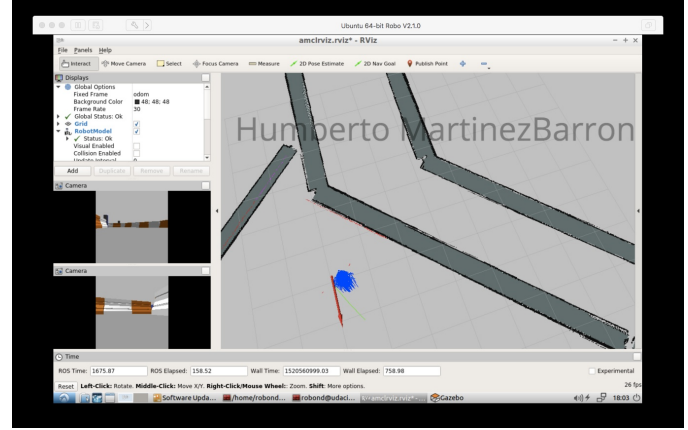 Ubuntu 64-bit Robo V2.1.0
amclrviz.rviz* - RViz
File Panels Help
Interact Move Camera Select Focus Camera Measure 2D Pose Estimate 2D Nav Goal Publish Point
Displays
Global Options
Fixed Frame odom
Background Color 48; 48; 48
Frame Rate 30
Global Status: Ok
Grid
RobotModel
Status: Ok
Visual Enabled
Collision Enabled
Update Interval 0
Add Duplicate Remove Rename
Camera
Camera
Humberto MartinezBarron
Time
ROS Time: 1675.87 ROS Elapsed: 158.52 Wall Time: 1520560999.03 Wall Elapsed: 758.98 Experimental
Reset Left-Click: Rotate. Middle-Click: Move X/Y. Right-Click/Mouse Wheel:: Zoom. Shift: More options. 26 fps
Software Upda... /home/robond... robond@udaci... amclrviz.rviz*-... Gazebo 18:03